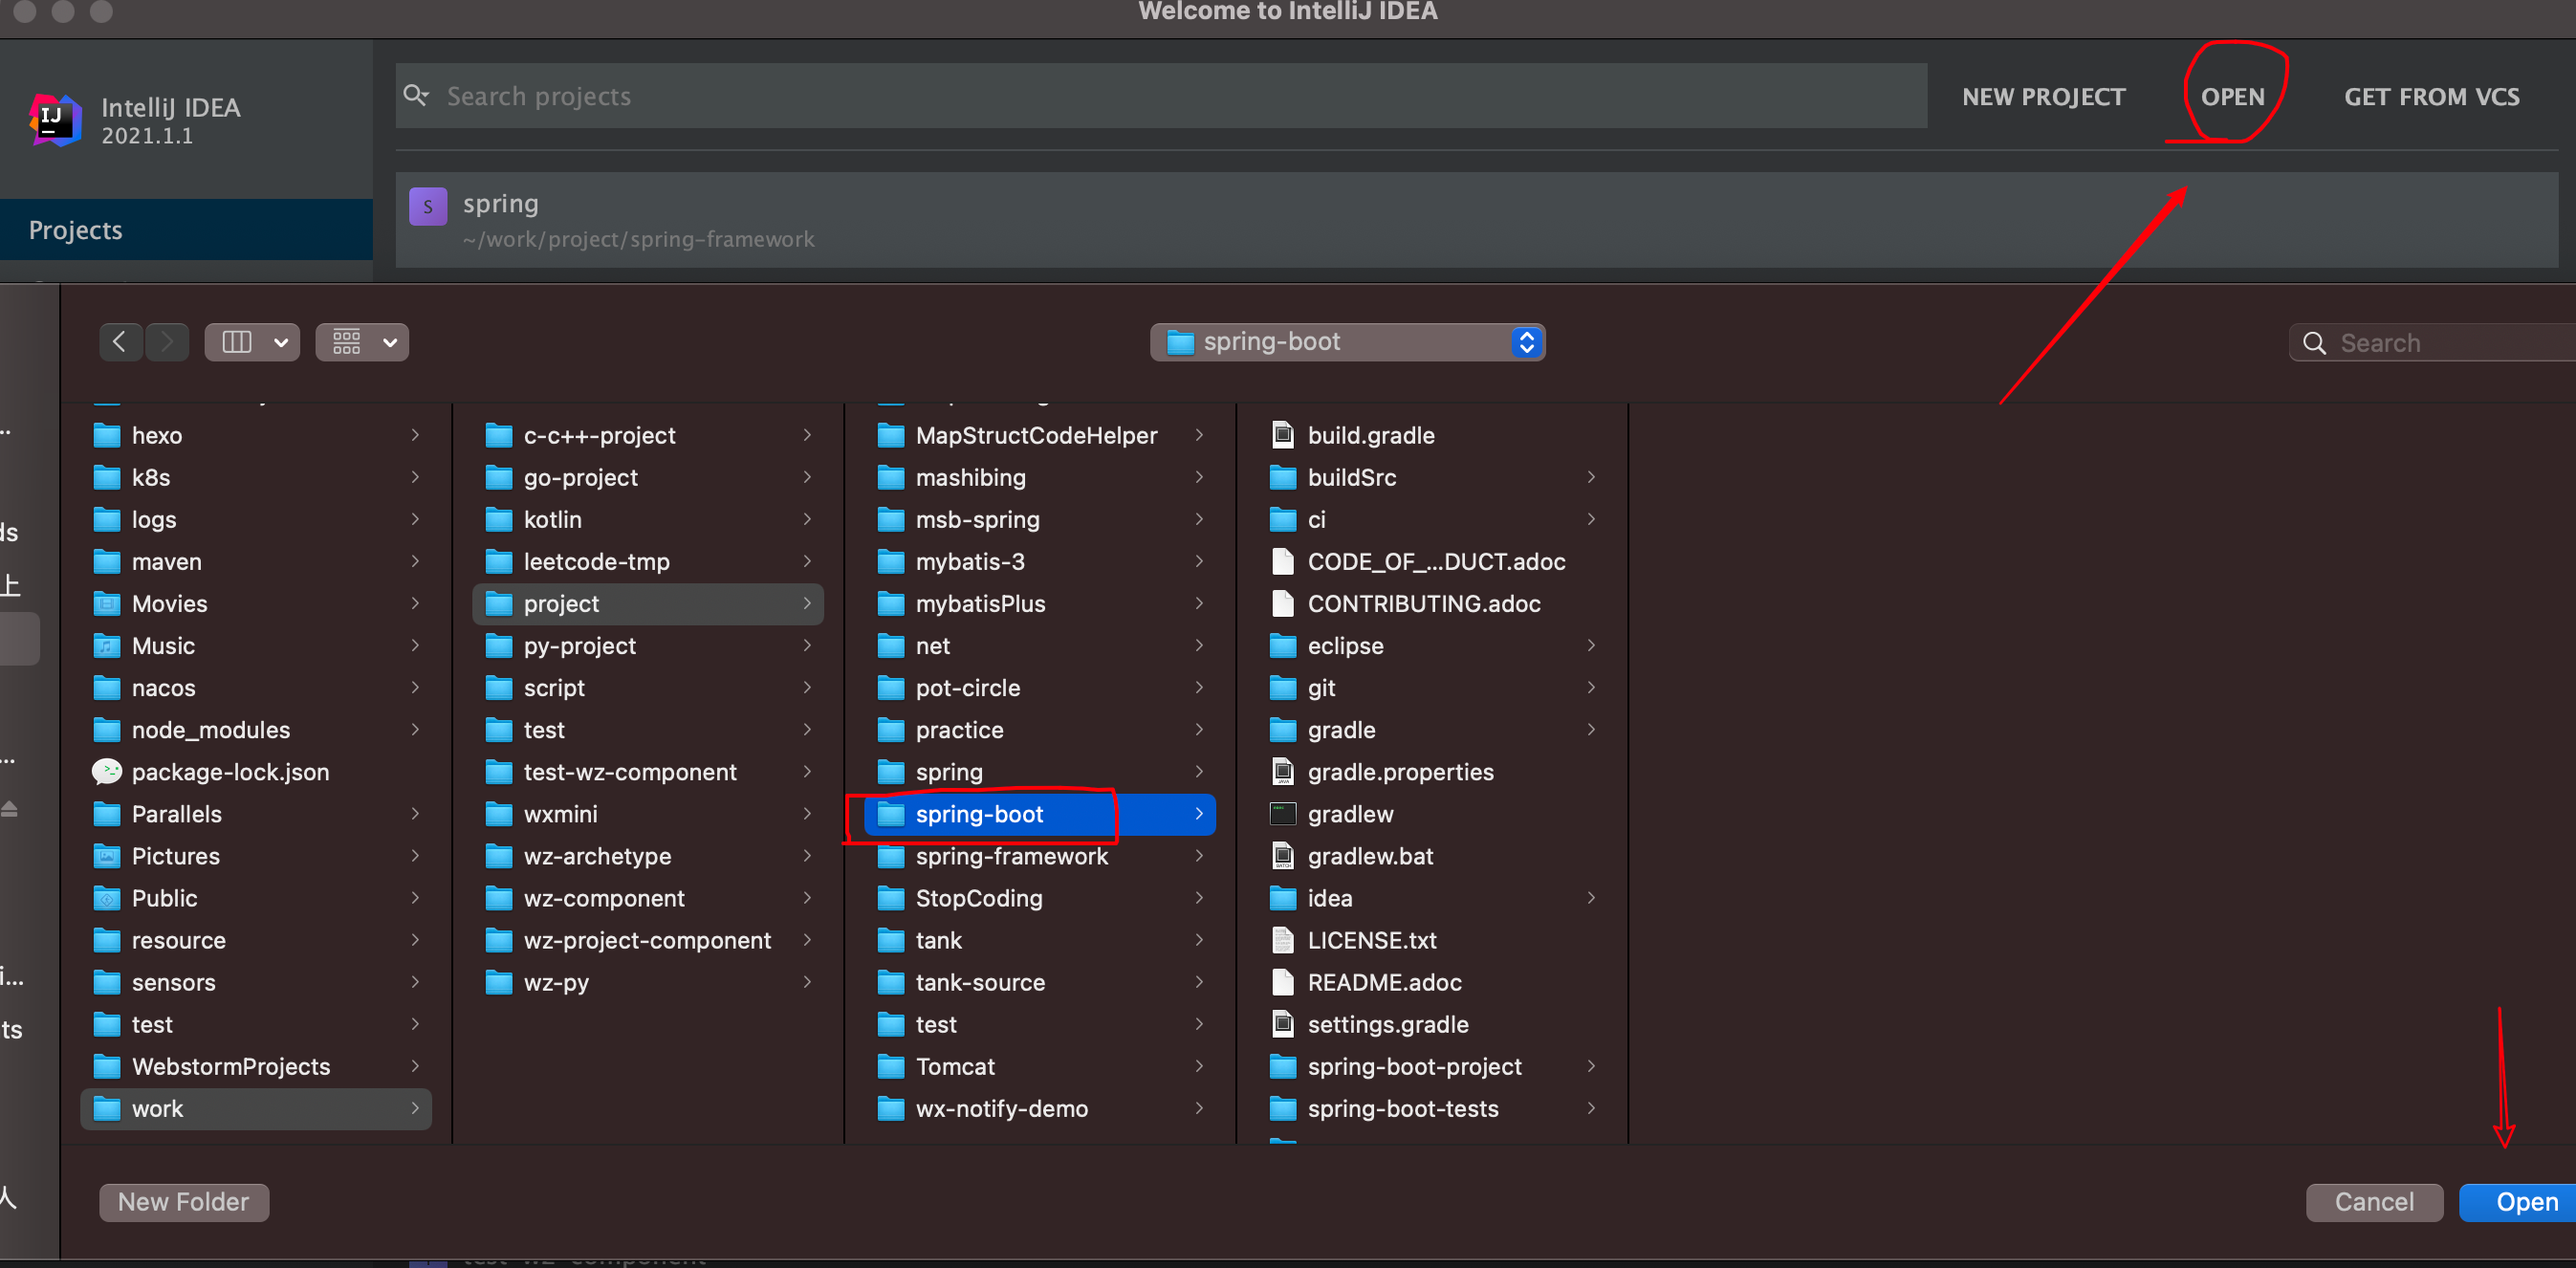 Welcome to IntelliJ IDEA
IntelliJ IDEA
2021.1.1
Search projects
NEW PROJECT
OPEN
GET FROM VCS
Projects
S
spring
~/work/project/spring-framework
spring-boot
Search
ds
上
ts
人
hexo
k8s
logs
maven
Movies
Music
nacos
node_modules
package-lock.json
Parallels
Pictures
Public
resource
sensors
test
WebstormProjects
work
c-c++-project
go-project
kotlin
leetcode-tmp
project
py-project
script
test
test-wz-component
wxmini
wz-archetype
wz-component
wz-project-component
wz-py
MapStructCodeHelper
mashibing
msb-spring
mybatis-3
mybatisPlus
net
pot-circle
practice
spring
spring-boot
spring-framework
StopCoding
tank
tank-source
test
Tomcat
wx-notify-demo
build.gradle
buildSrc
ci
CODE_OF_...DUCT.adoc
CONTRIBUTING.adoc
eclipse
git
gradle
gradle.properties
gradlew
gradlew.bat
idea
LICENSE.txt
README.adoc
settings.gradle
spring-boot-project
spring-boot-tests
New Folder
Cancel
Open